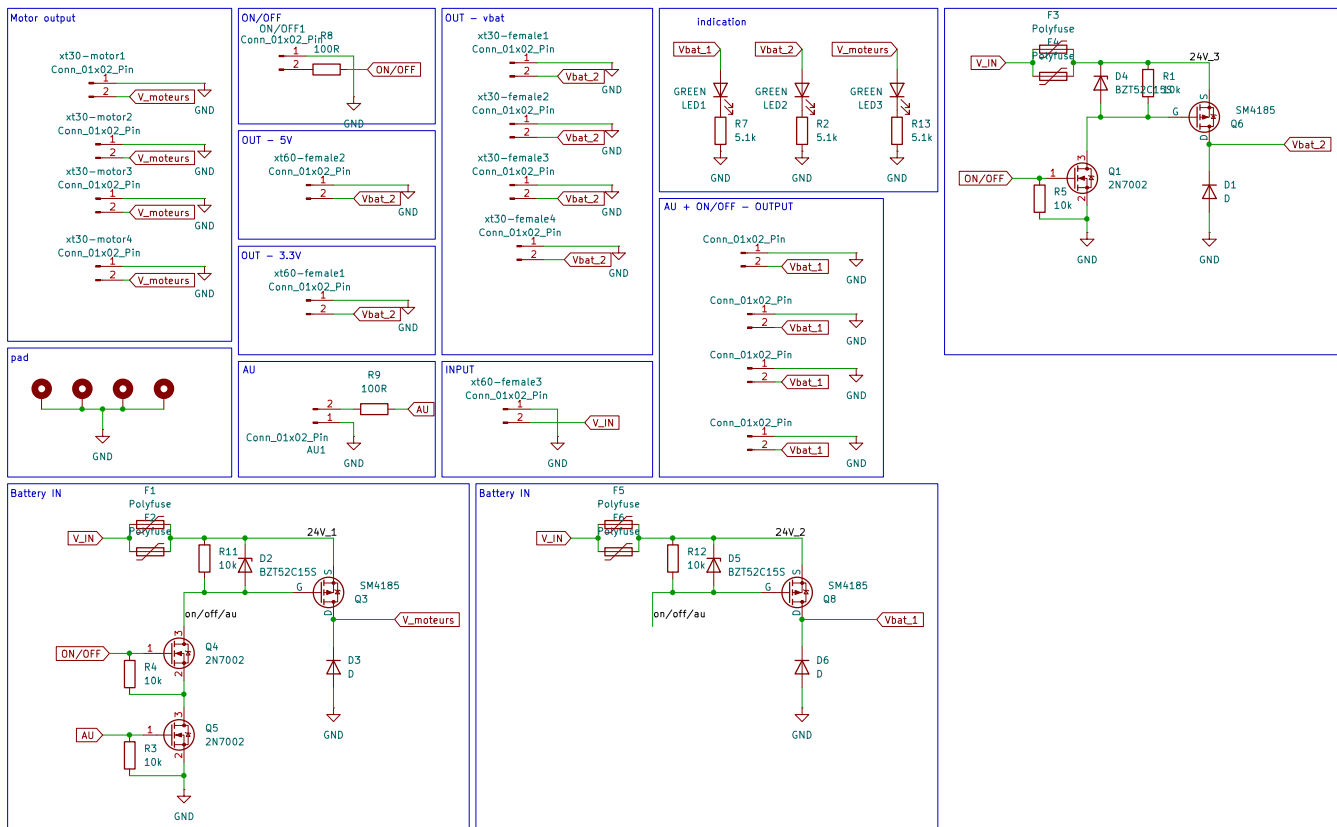 Motor output
xt30-motor1
Conn_01x02_Pin
1
2
V_moteurs
GND
xt30-motor2
Conn_01x02_Pin
1
2
V_moteurs
GND
xt30-motor3
Conn_01x02_Pin
1
2
V_moteurs
GND
xt30-motor4
Conn_01x02_Pin
1
2
V_moteurs
GND
ON/OFF
ON/OFF1
Conn_01x02_Pin
R8
100R
1
2
ON/OFF
GND
OUT - 5V
xt60-female2
Conn_01x02_Pin
1
2
Vbat_2
GND
OUT - 3.3V
xt60-female1
Conn_01x02_Pin
1
2
Vbat_2
GND
OUT - vbat
xt30-female1
Conn_01x02_Pin
1
2
Vbat_2
GND
xt30-female2
Conn_01x02_Pin
1
2
Vbat_2
GND
xt30-female3
Conn_01x02_Pin
1
2
Vbat_2
GND
xt30-female4
Conn_01x02_Pin
1
2
Vbat_2
GND
indication
Vbat_1
Vbat_2
V_moteurs
GREEN
LED1
GREEN
LED2
GREEN
LED3
R7
5.1k
R2
5.1k
R13
5.1k
GND
GND
GND
AU + ON/OFF - OUTPUT
Conn_01x02_Pin
1
2
Vbat_1
GND
Conn_01x02_Pin
1
2
Vbat_1
GND
Conn_01x02_Pin
1
2
Vbat_1
GND
Conn_01x02_Pin
1
2
Vbat_1
GND
F3
Polyfuse
F4
Polyfuse
V_IN
24V_3
D4
BZT52C15S
R1
10k
S
G
D
SM4185
Q6
Vbat_2
ON/OFF
1
3
2
Q1
2N7002
R5
10k
D1
D
GND
GND
pad
GND
AU
R9
100R
2
1
AU
Conn_01x02_Pin
AU1
GND
INPUT
xt60-female3
Conn_01x02_Pin
1
2
V_IN
GND
Battery IN
F1
Polyfuse
F2
Polyfuse
V_IN
24V_1
R11
10k
D2
BZT52C15S
S
G
D
SM4185
Q3
on/off/au
V_moteurs
ON/OFF
1
3
2
Q4
2N7002
R4
10k
D3
D
AU
1
3
2
Q5
2N7002
R3
10k
GND
GND
Battery IN
F5
Polyfuse
F6
Polyfuse
V_IN
24V_2
R12
10k
D5
BZT52C15S
S
G
D
SM4185
Q8
on/off/au
Vbat_1
D6
D
GND